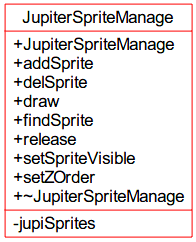 JupiterSpriteManage
+JupiterSpriteManage
+addSprite
+delSprite
+draw
+findSprite
+release
+setSpriteVisible
+setZOrder
+~JupiterSpriteManage
-jupiSprites